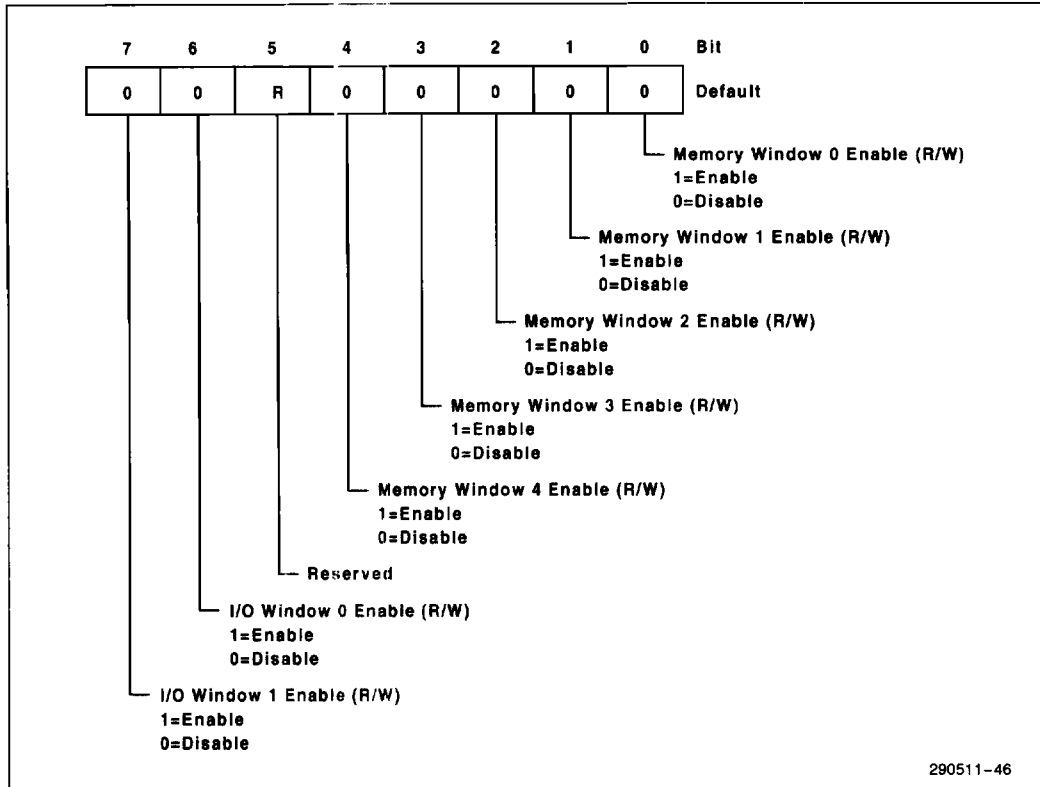 7 6 5 4 3 2 1 0 Bit
0 0 R 0 0 0 0 0 Default
Memory Window 0 Enable (R/W)
1=Enable
0=Disable
Memory Window 1 Enable (R/W)
1=Enable
0=Disable
Memory Window 2 Enable (R/W)
1=Enable
0=Disable
Memory Window 3 Enable (R/W)
1=Enable
0=Disable
Memory Window 4 Enable (R/W)
1=Enable
0=Disable
Reserved
I/O Window 0 Enable (R/W)
1=Enable
0=Disable
I/O Window 1 Enable (R/W)
1=Enable
0=Disable
290511-46